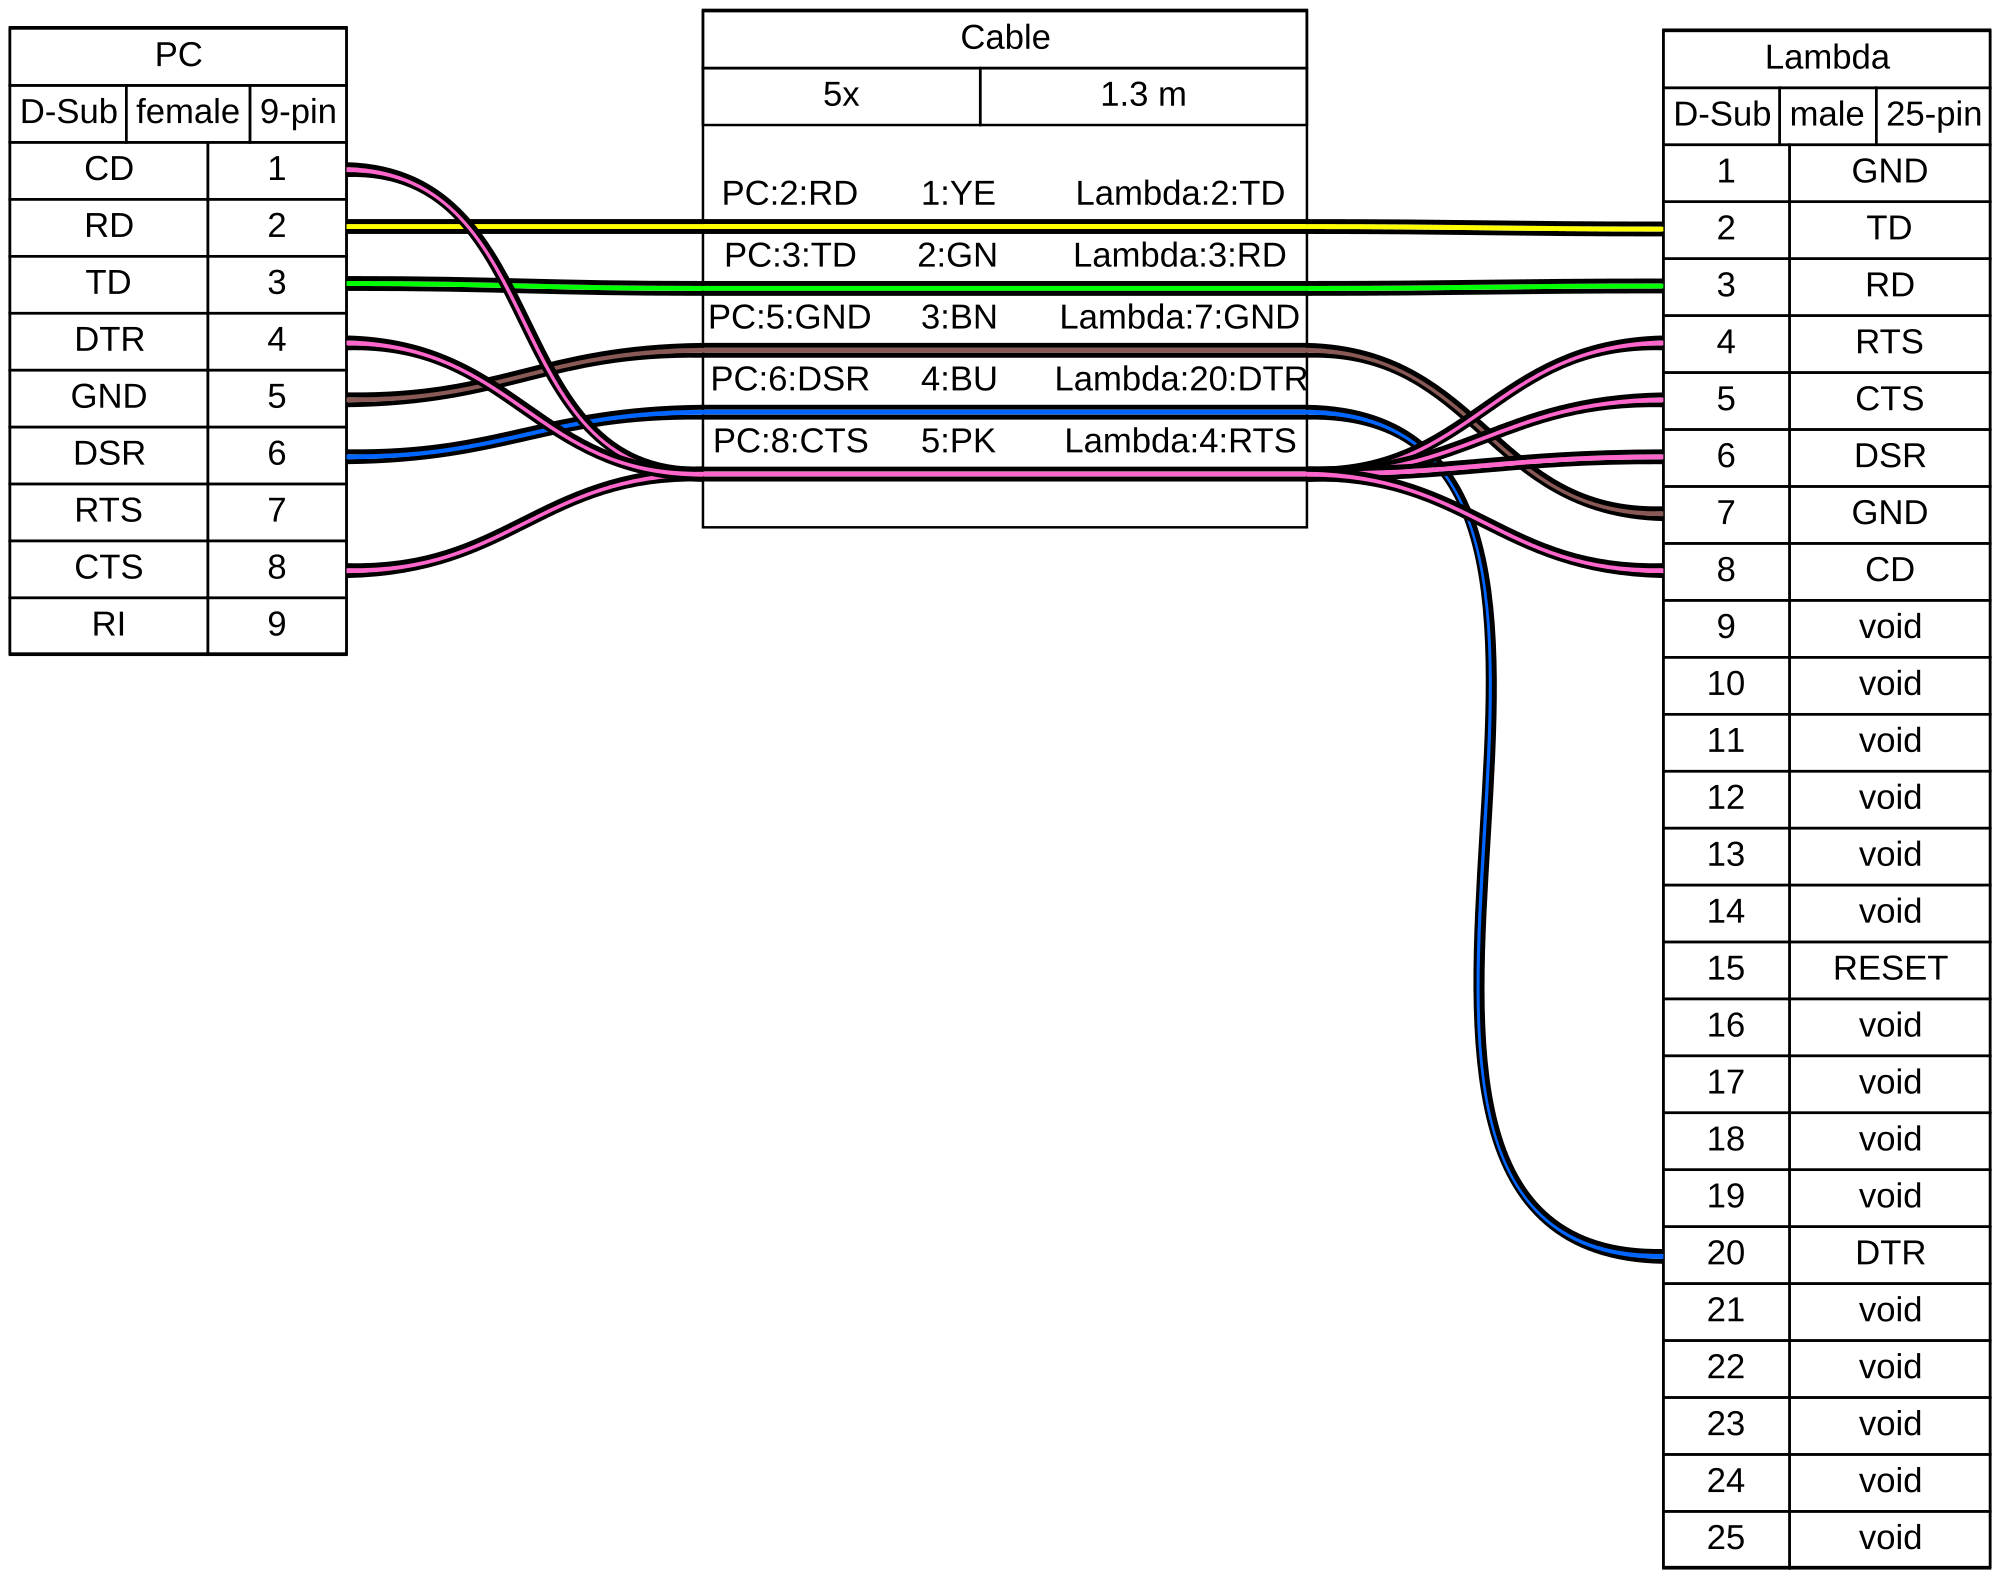 PC
D-Sub female 9-pin
CD 1
RD 2
TD 3
DTR 4
GND 5
DSR 6
RTS 7
CTS 8
RI 9
Cable
5x 1.3 m
PC:2:RD 1:YE Lambda:2:TD
PC:3:TD 2:GN Lambda:3:RD
PC:5:GND 3:BN Lambda:7:GND
PC:6:DSR 4:BU Lambda:20:DTR
PC:8:CTS 5:PK Lambda:4:RTS
Lambda
D-Sub male 25-pin
1 GND
2 TD
3 RD
4 RTS
5 CTS
6 DSR
7 GND
8 CD
9 void
10 void
11 void
12 void
13 void
14 void
15 RESET
16 void
17 void
18 void
19 void
20 DTR
21 void
22 void
23 void
24 void
25 void